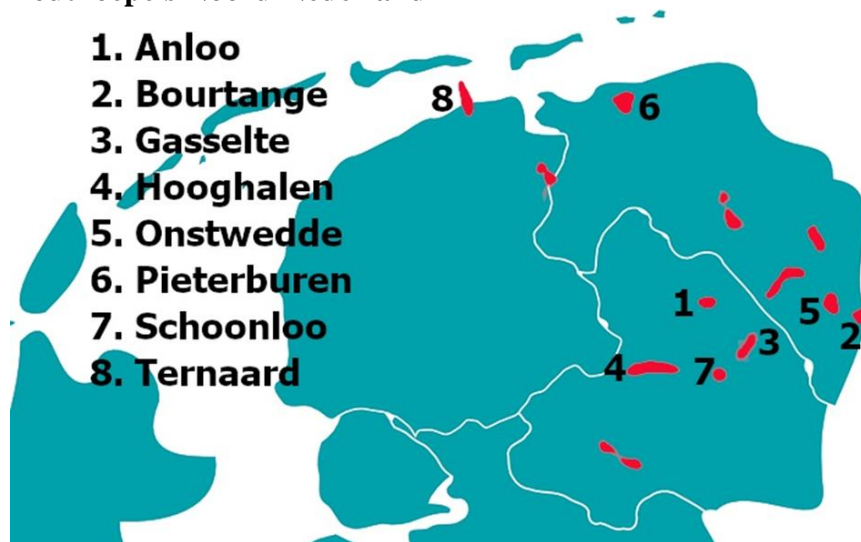 1. Anloo
2. Bourtange
3. Gasselte
4. Hooghalen
5. Onstwedde
6. Pieterburen
7. Schoonloo
8. Ternaard
8
6
1
5
2
3
4
7